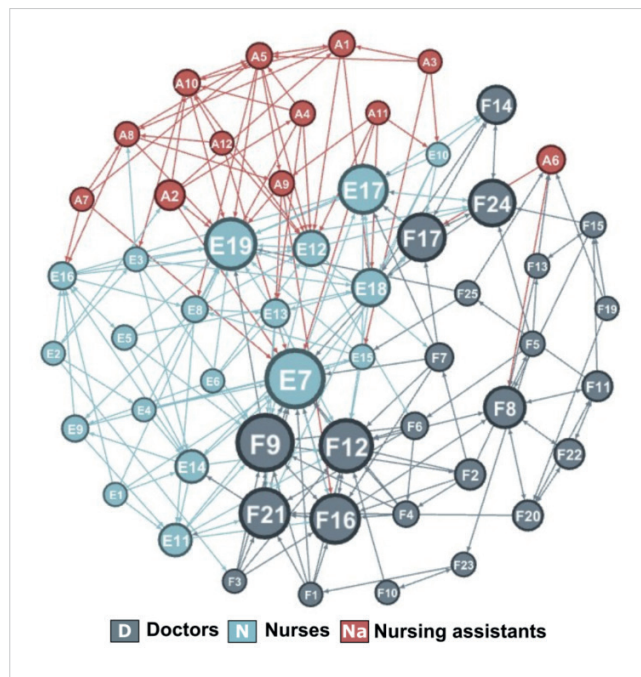 A1
A5
A3
A10
F14
A4
A11
A8
A12
E10
A6
A9
E17
A7
A2
F24
F15
E19
E12
F17
E3
F13
E16
E18
F25
F19
E8
E13
E5
F5
E2
E15
F7
E6
E7
F11
E4
F8
E9
F6
F9
F12
F22
E14
F2
E1
F21
F16
F4
F20
E11
F23
F3
F1
F10
D Doctors N Nurses Na Nursing assistants